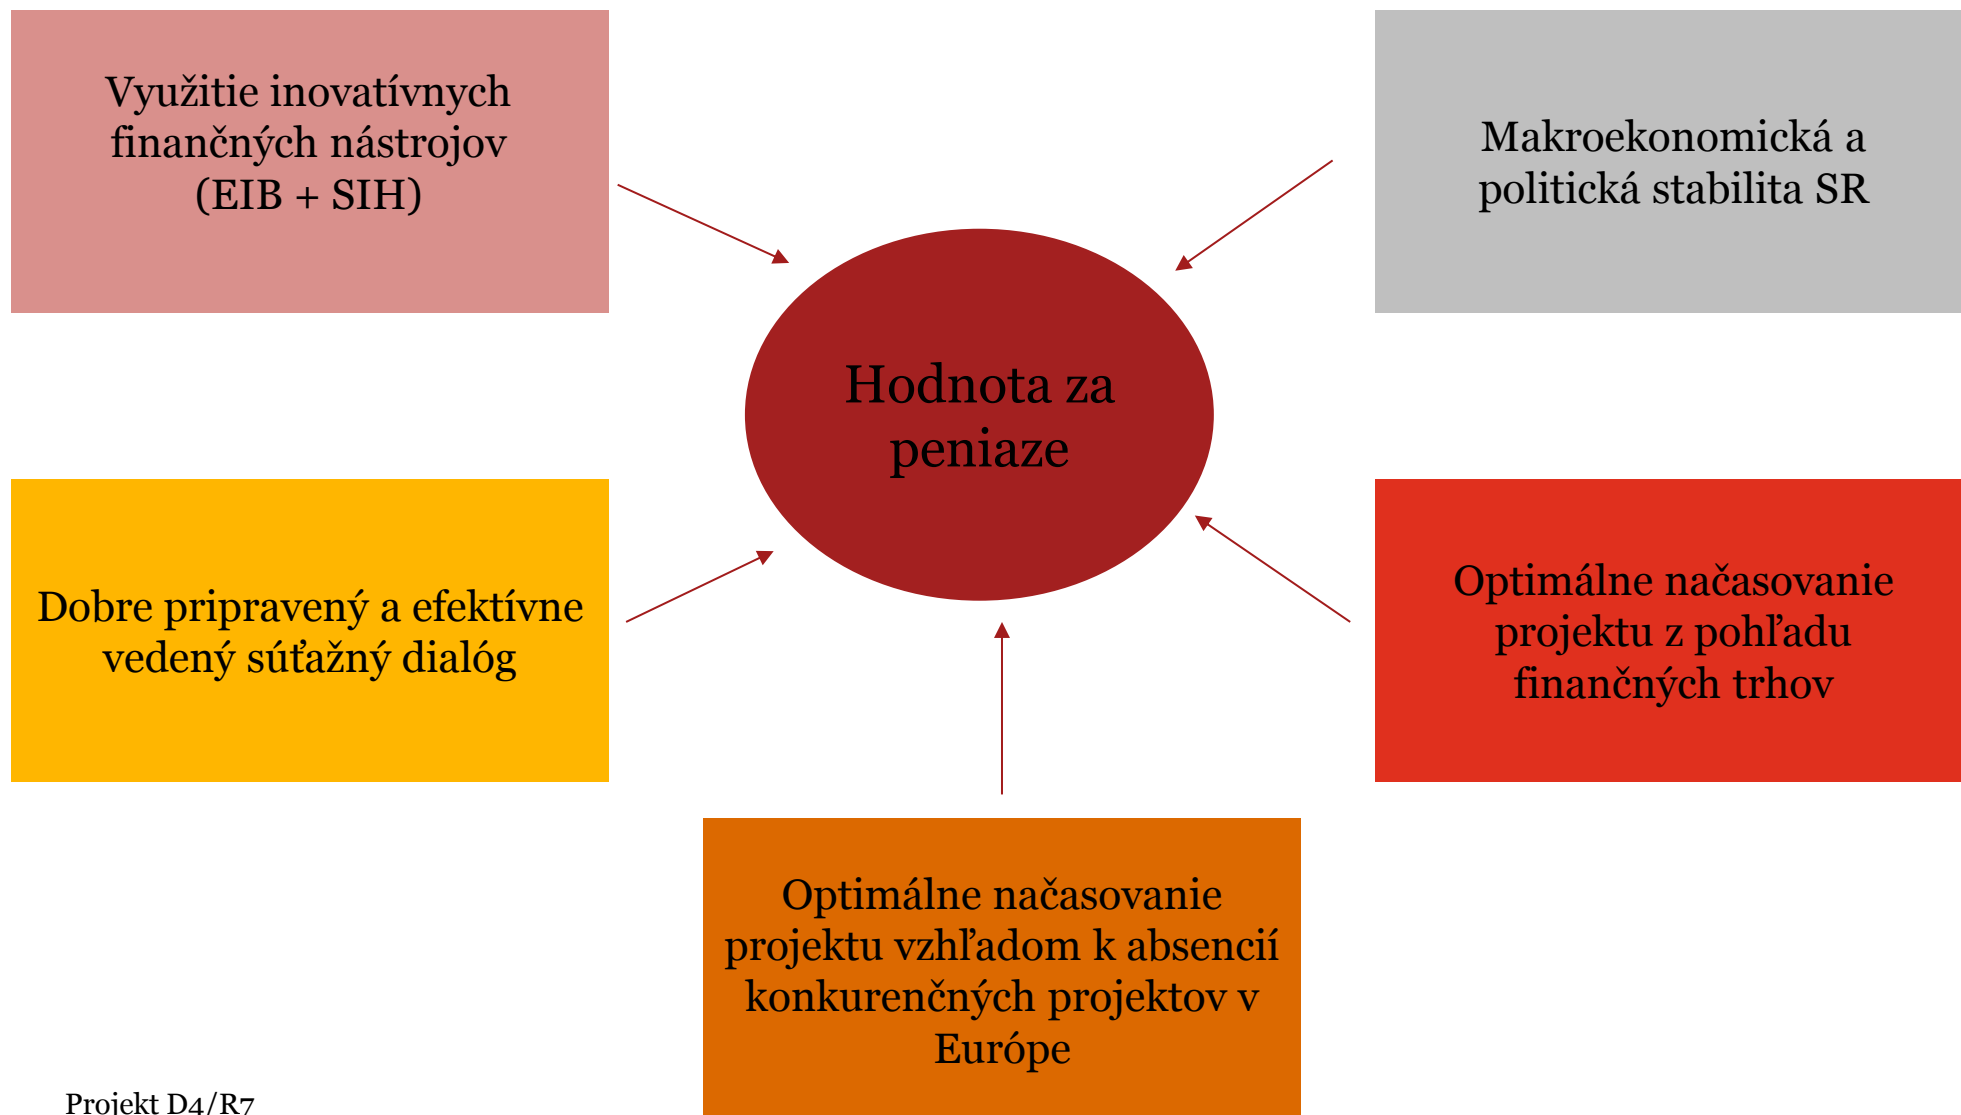 Využitie inovatívnych
finančných nástrojov
(EIB + SIH)
Makroekonomická a
politická stabilita SR
Hodnota za
peniaze
Dobre pripravený a efektívne
vedený súťažný dialóg
Optimálne načasovanie
projektu z pohľadu
finančných trhov
Optimálne načasovanie
projektu vzhľadom k absencií
konkurenčných projektov v
Európe
Projekt D4/R7